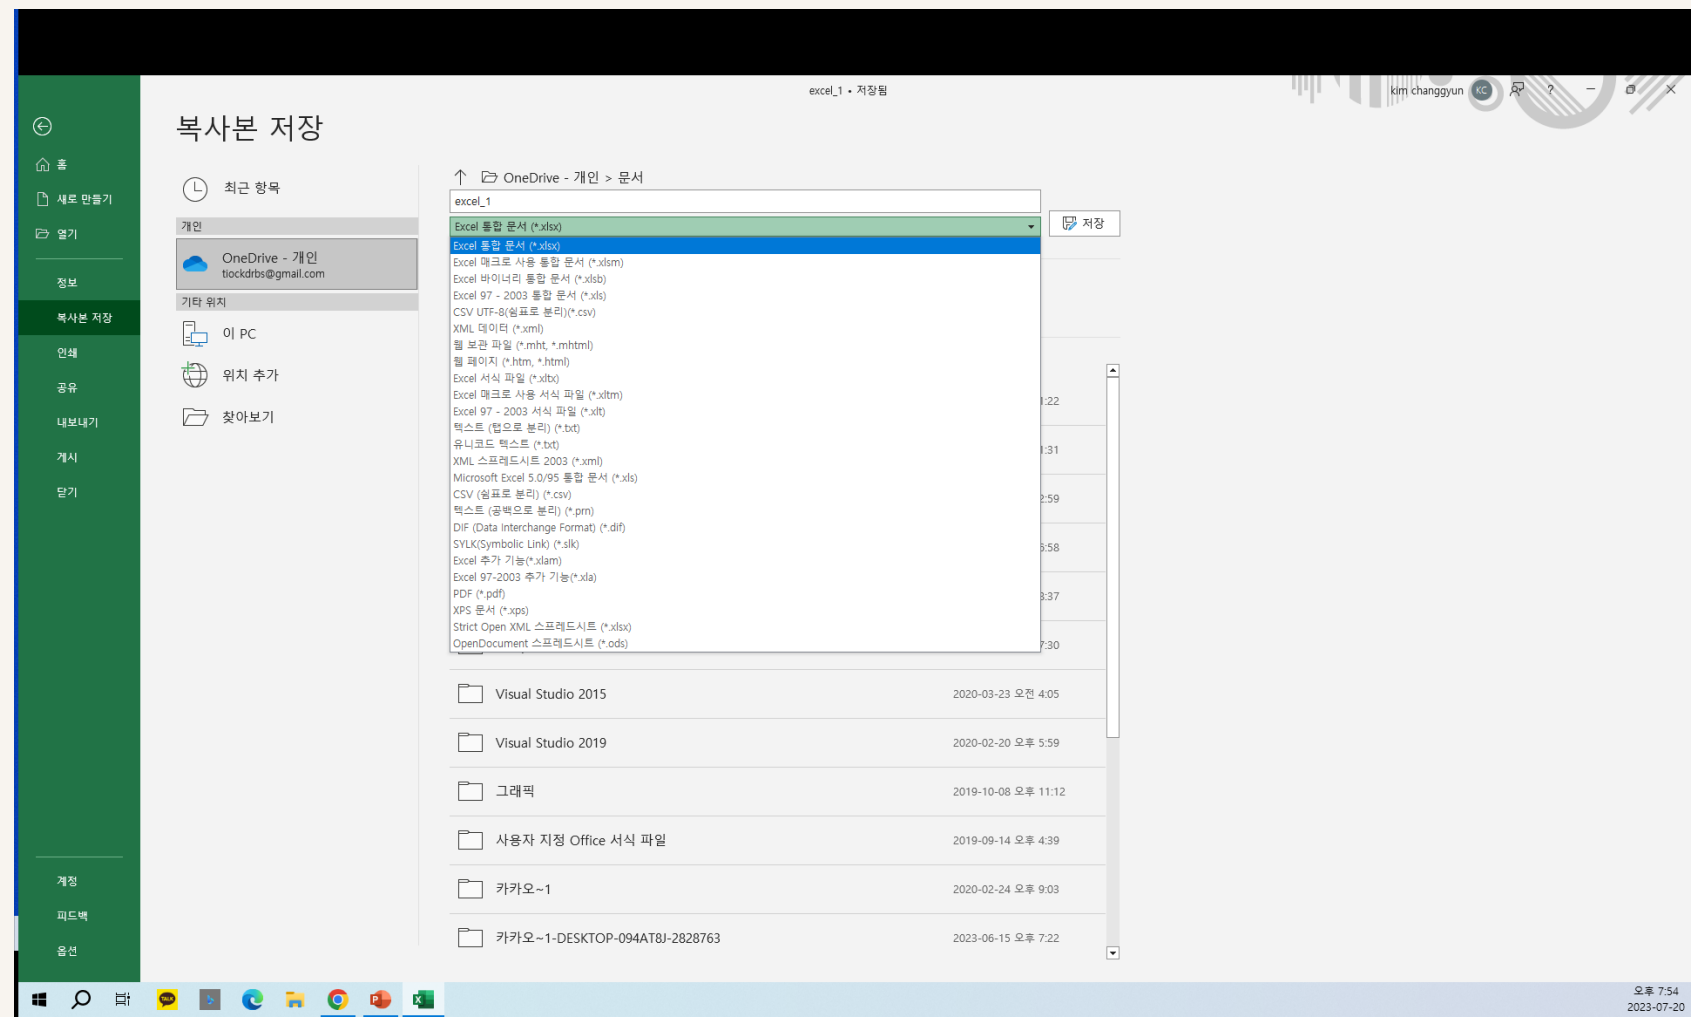 excel_1 • 저장됨
kim changgyun
KC
?
복사본 저장
홈
새로 만들기
열기
정보
복사본 저장
인쇄
공유
내보내기
게시
닫기
계정
피드백
옵션
최근 항목
개인
OneDrive - 개인
tiockdrbs@gmail.com
기타 위치
이 PC
위치 추가
찾아보기
OneDrive - 개인 > 문서
excel_1
Excel 통합 문서 (*.xlsx)
저장
Excel 통합 문서 (*.xlsx)
Excel 매크로 사용 통합 문서 (*.xlsm)
Excel 바이너리 통합 문서 (*.xlsb)
Excel 97 - 2003 통합 문서 (*.xls)
CSV UTF-8(쉼표로 분리)(*.csv)
XML 데이터 (*.xml)
웹 보관 파일 (*.mht, *.mhtml)
웹 페이지 (*.htm, *.html)
Excel 서식 파일 (*.xltx)
Excel 매크로 사용 서식 파일 (*.xltm)
Excel 97 - 2003 서식 파일 (*.xlt)
텍스트 (탭으로 분리) (*.txt)
유니코드 텍스트 (*.txt)
XML 스프레드시트 2003 (*.xml)
Microsoft Excel 5.0/95 통합 문서 (*.xls)
CSV (쉼표로 분리) (*.csv)
텍스트 (공백으로 분리) (*.prn)
DIF (Data Interchange Format) (*.dif)
SYLK(Symbolic Link) (*.slk)
Excel 추가 기능(*.xlam)
Excel 97-2003 추가 기능(*.xla)
PDF (*.pdf)
XPS 문서 (*.xps)
Strict Open XML 스프레드시트 (*.xlsx)
OpenDocument 스프레드시트 (*.ods)
:22
:31
:59
:58
:37
:30
Visual Studio 2015 2020-03-23 오전 4:05
Visual Studio 2019 2020-02-20 오후 5:59
그래픽 2019-10-08 오후 11:12
사용자 지정 Office 서식 파일 2019-09-14 오후 4:39
카카오~1 2020-02-24 오후 9:03
카카오~1-DESKTOP-094AT8J-2828763 2023-06-15 오후 7:22
TALK
오후 7:54
2023-07-20